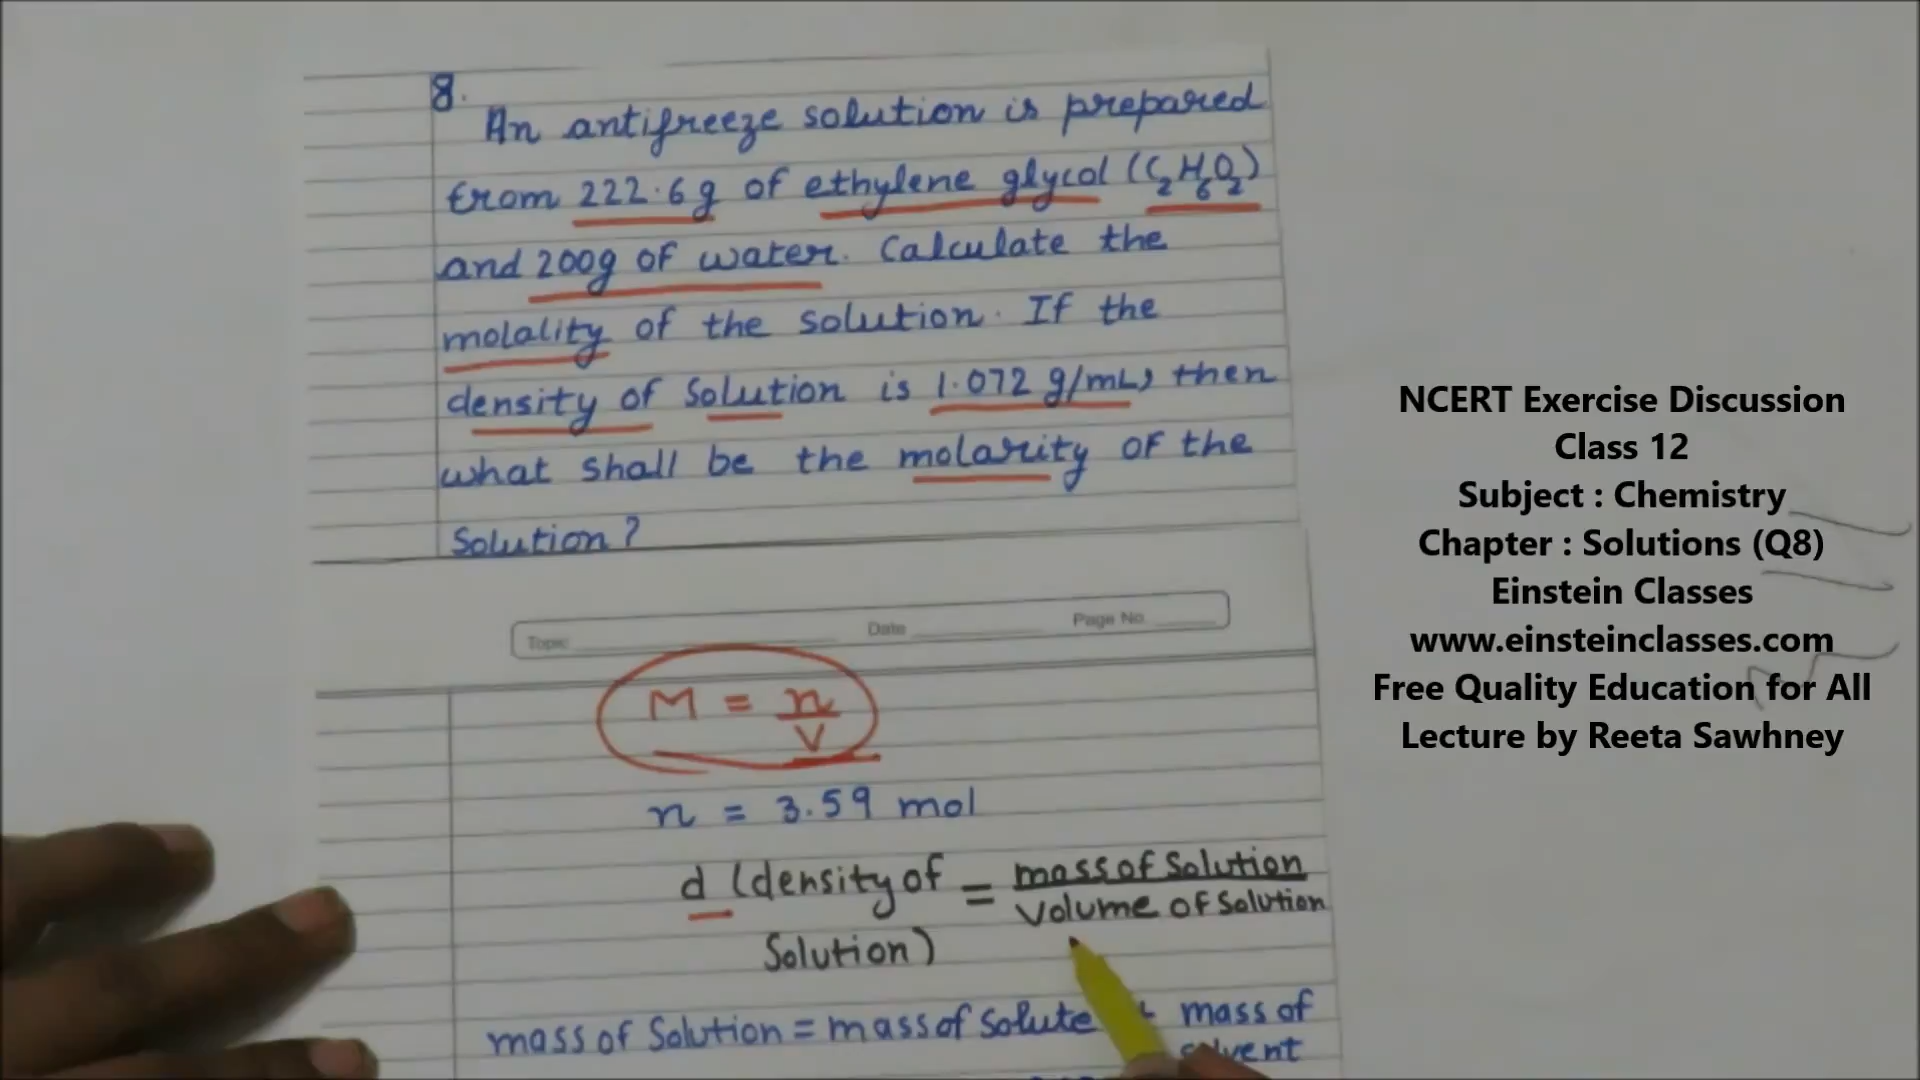 8.
An antifreeze solution is prepared
from 222.6g of ethylene glycol (C₂H₆O₂)
and 200g of water. Calculate the
molality of the solution. If the
density of Solution is 1.072 g/mL, then
what shall be the molarity of the
Solution?
Topic Date Page No.
M = n/V
n = 3.59 mol
d (density of Solution) = mass of Solution / Volume of Solution
mass of Solution = mass of Solute + mass of
solvent
NCERT Exercise Discussion
Class 12
Subject : Chemistry
Chapter : Solutions (Q8)
Einstein Classes
www.einsteinclasses.com
Free Quality Education for All
Lecture by Reeta Sawhney